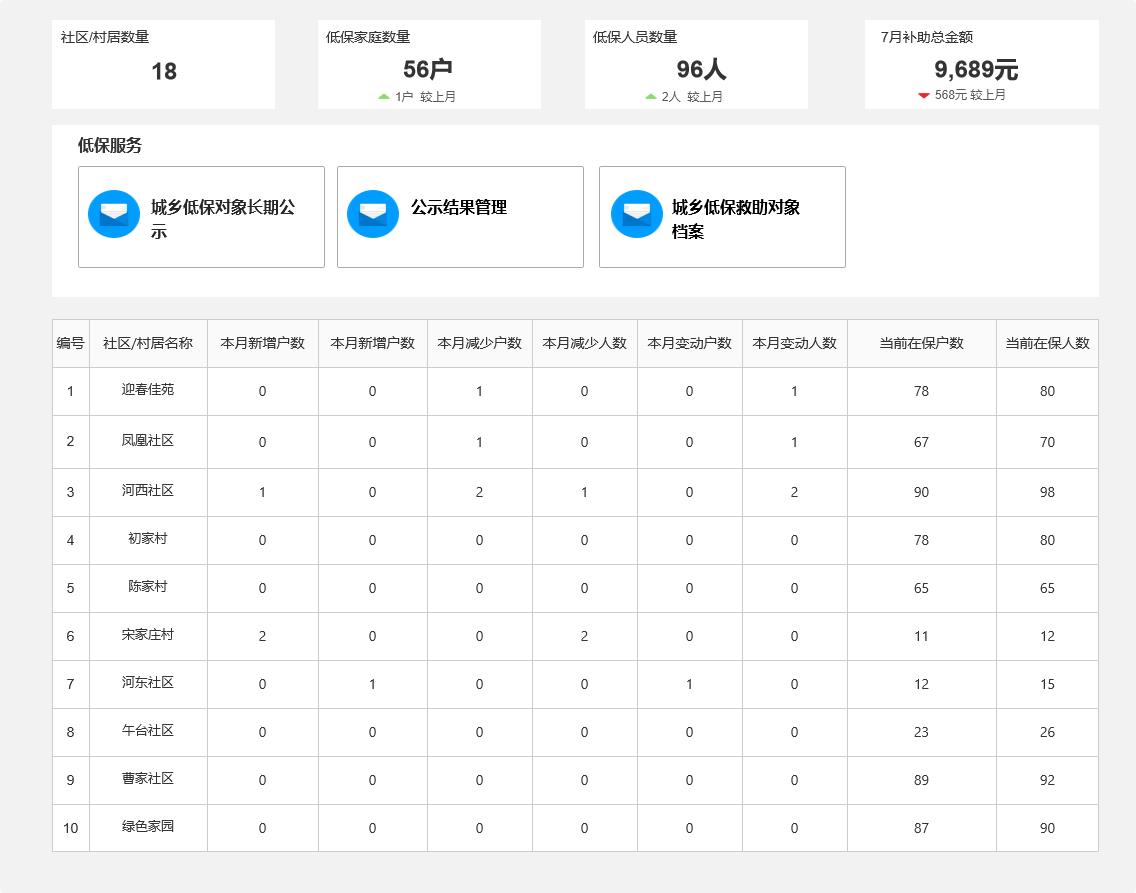 社区/村居数量
18
低保家庭数量
56户
1户 较上月
低保人员数量
96人
2人 较上月
7月补助总金额
9,689元
568元 较上月
低保服务
城乡低保对象长期公
示
公示结果管理
城乡低保救助对象
档案
编号 社区/村居名称 本月新增户数 本月新增户数 本月减少户数 本月减少人数 本月变动户数 本月变动人数 当前在保户数 当前在保人数
1 迎春佳苑 0 0 1 0 0 1 78 80
2 凤凰社区 0 0 1 0 0 1 67 70
3 河西社区 1 0 2 1 0 2 90 98
4 初家村 0 0 0 0 0 0 78 80
5 陈家村 0 0 0 0 0 0 65 65
6 宋家庄村 2 0 0 2 0 0 11 12
7 河东社区 0 1 0 0 1 0 12 15
8 午台社区 0 0 0 0 0 0 23 26
9 曹家社区 0 0 0 0 0 0 89 92
10 绿色家园 0 0 0 0 0 0 87 90